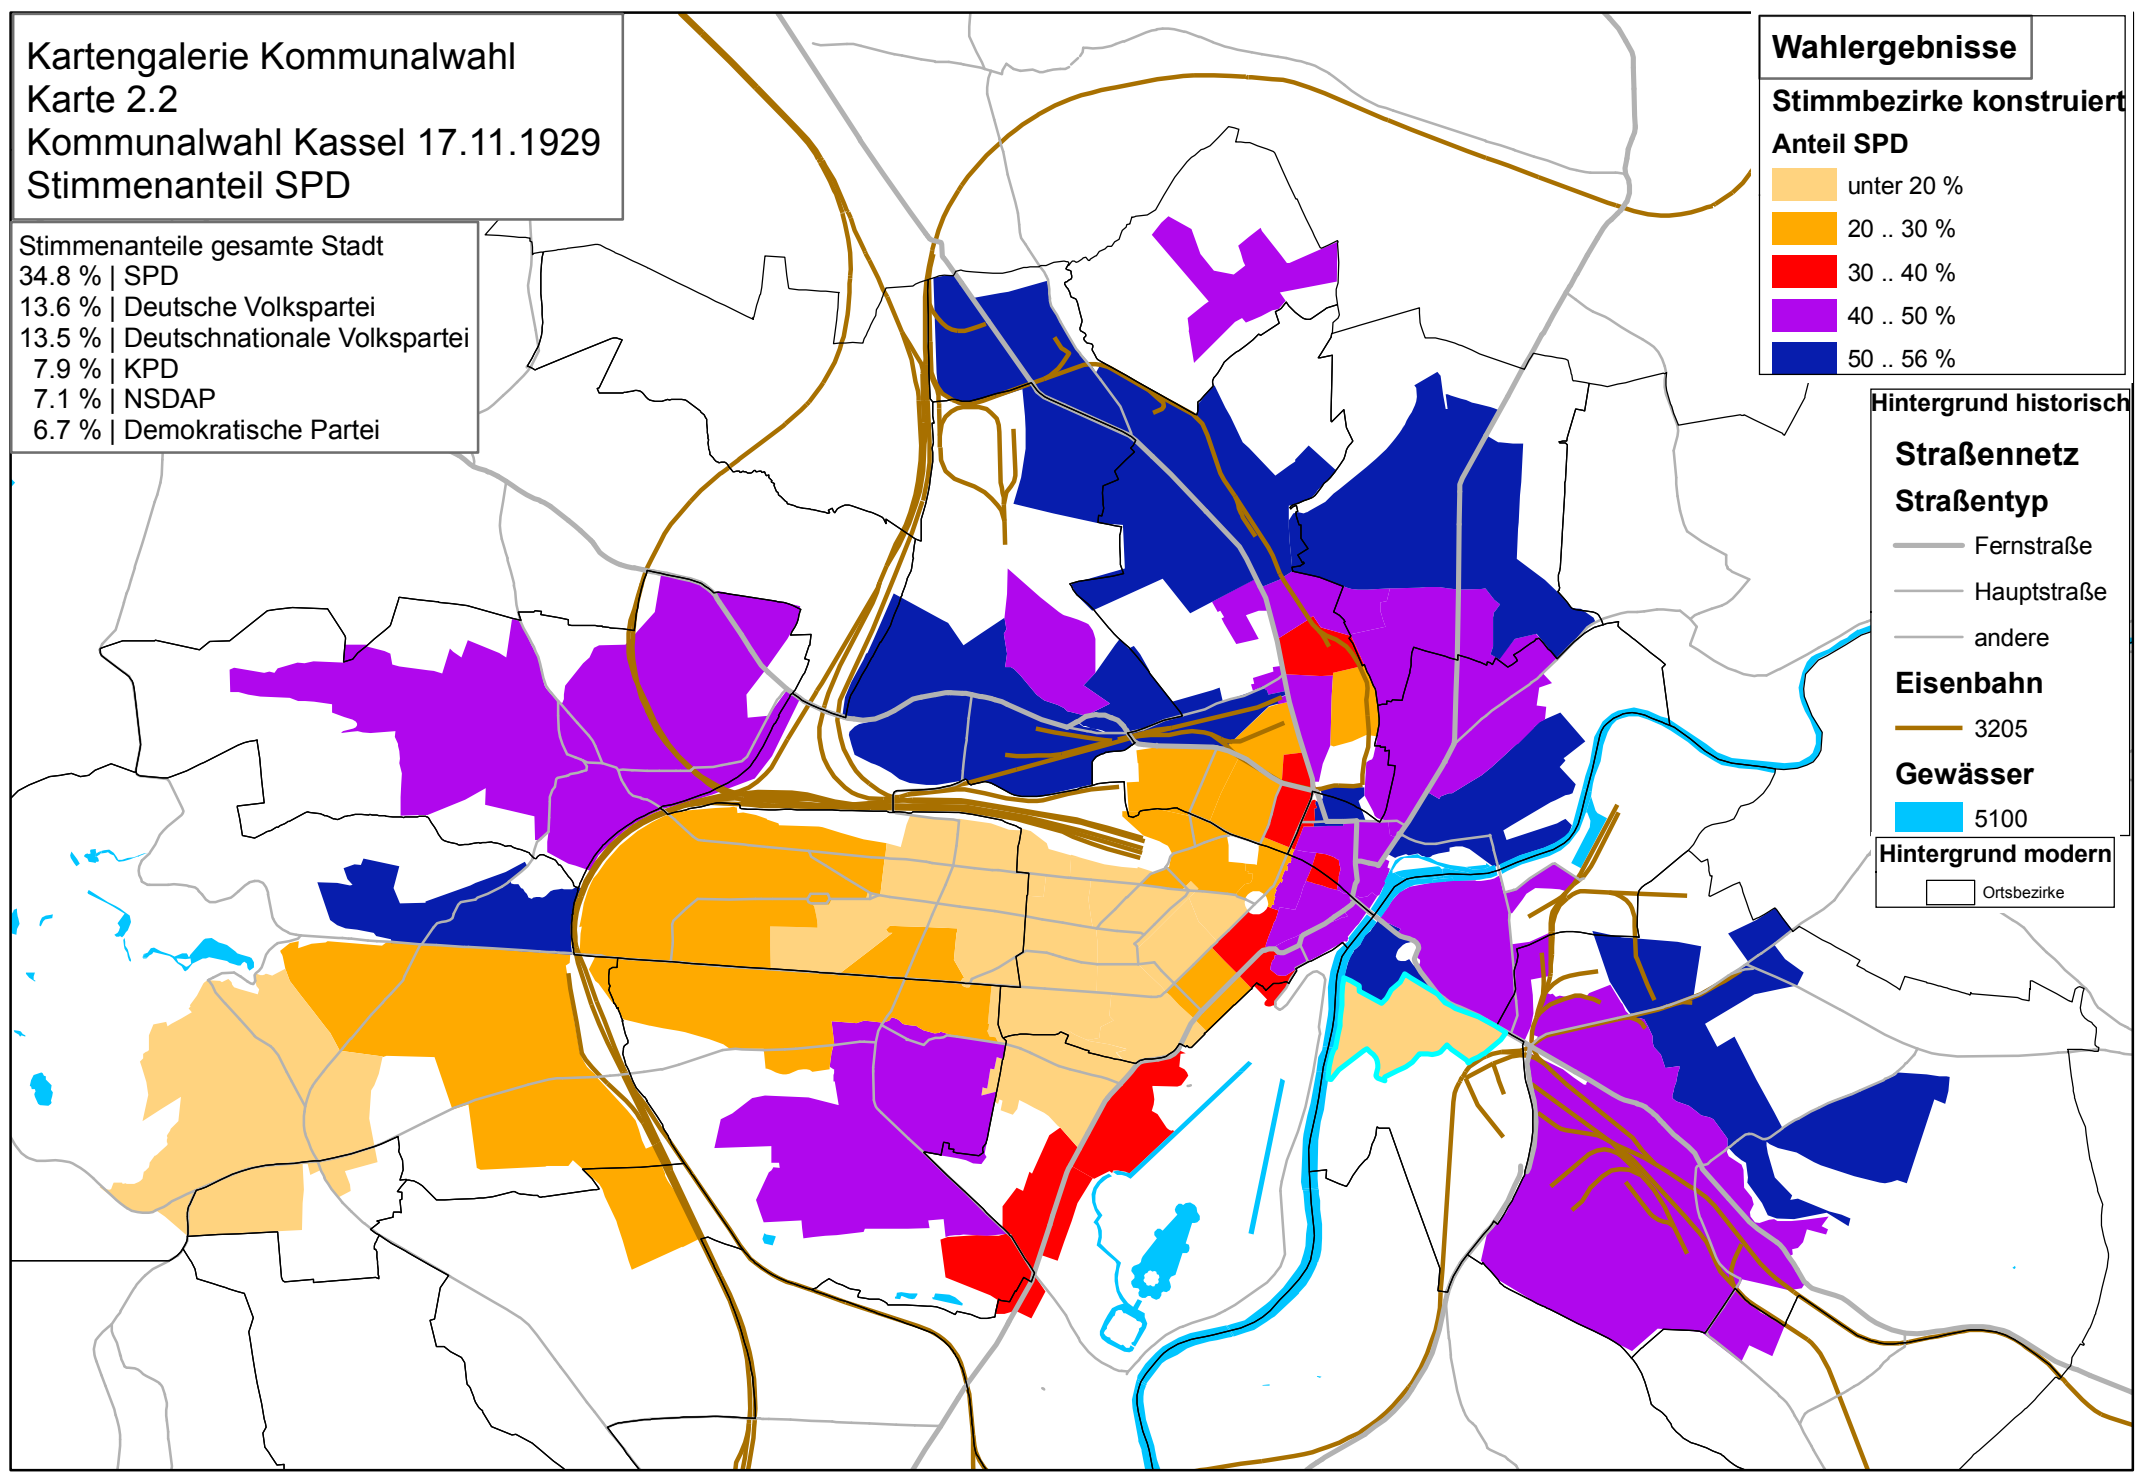 Kartengalerie Kommunalwahl
Karte 2.2
Kommunalwahl Kassel 17.11.1929
Stimmenanteil SPD
Stimmenanteile gesamte Stadt
34.8 % | SPD
13.6 % | Deutsche Volkspartei
13.5 % | Deutschnationale Volkspartei
7.9 % | KPD
7.1 % | NSDAP
6.7 % | Demokratische Partei
Wahlergebnisse
Stimmbezirke konstruiert
Anteil SPD
unter 20 %
20 .. 30 %
30 .. 40 %
40 .. 50 %
50 .. 56 %
Hintergrund historisch
Straßennetz
Straßentyp
Fernstraße
Hauptstraße
andere
Eisenbahn
3205
Gewässer
5100
Hintergrund modern
Ortsbezirke